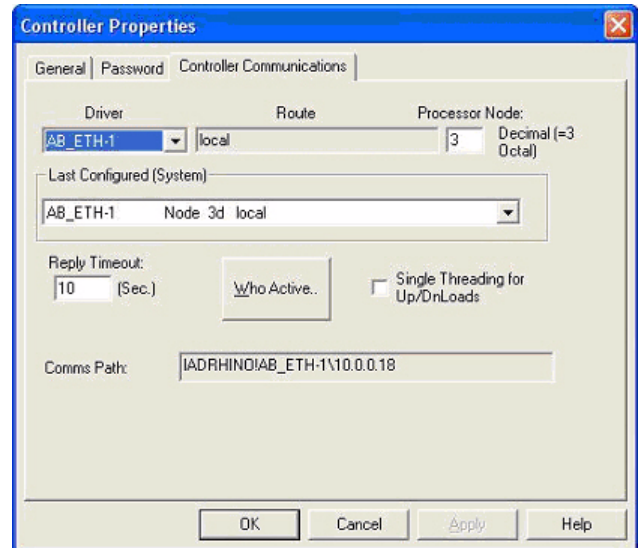 Controller Properties
General Password Controller Communications
Driver Route Processor Node:
AB_ETH-1 local 3 Decimal (=3
Octal)
Last Configured (System)
AB_ETH-1 Node 3d local
Reply Timeout:
10 (Sec.) Who Active.. Single Threading for
Up/DnLoads
Comms Path: IADRHINO!AB_ETH-1\10.0.0.18
OK Cancel Apply Help